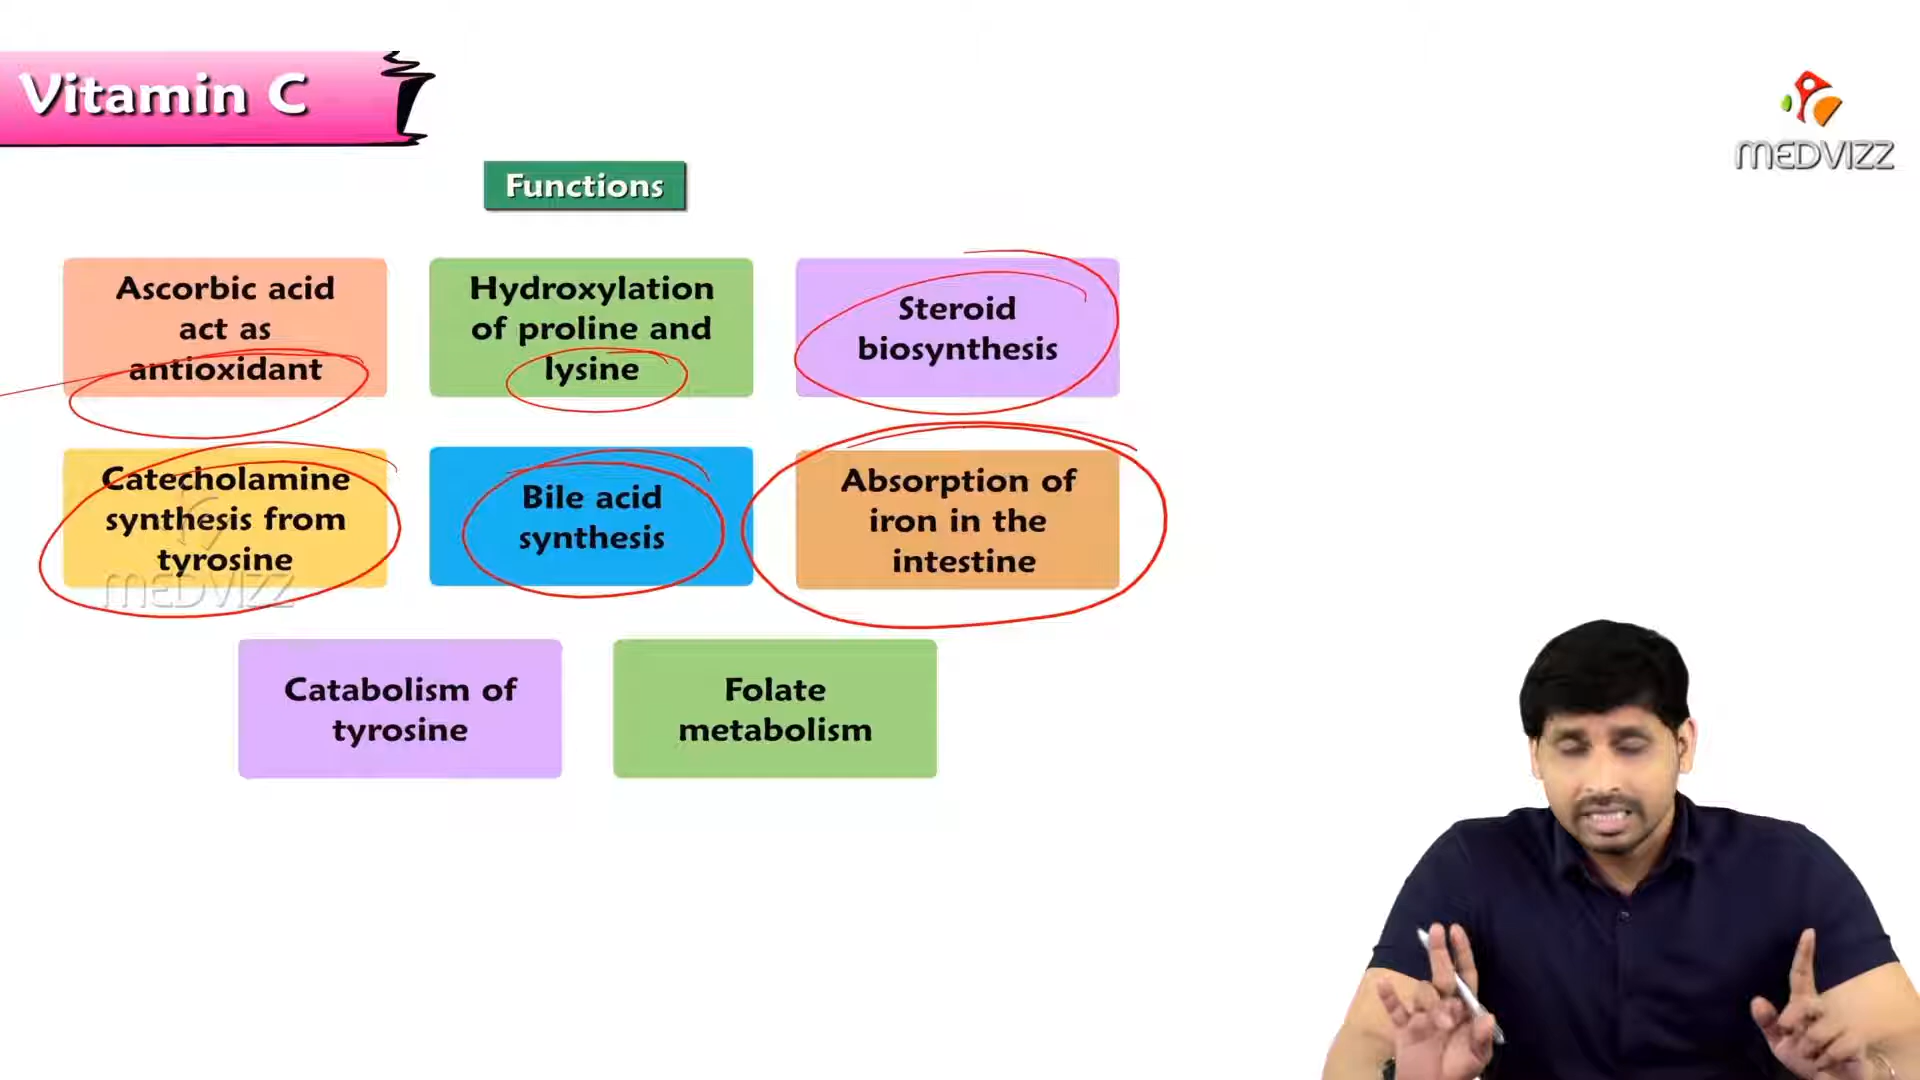 Vitamin C
MEDVIZZ
Functions
Ascorbic acid
act as
antioxidant
Hydroxylation
of proline and
lysine
Steroid
biosynthesis
Catecholamine
synthesis from
tyrosine
MEDVIZZ
Bile acid
synthesis
Absorption of
iron in the
intestine
Catabolism of
tyrosine
Folate
metabolism